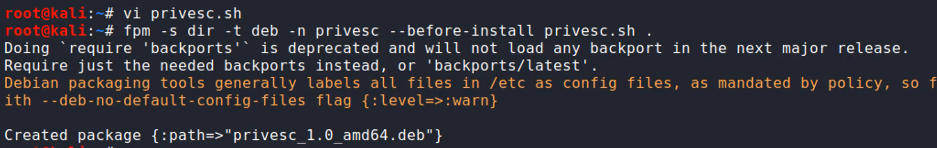 root@kali:~# vi privesc.sh
root@kali:~# fpm -s dir -t deb -n privesc --before-install privesc.sh .
Doing `require 'backports'` is deprecated and will not load any backport in the next major release.
Require just the needed backports instead, or 'backports/latest'.
Debian packaging tools generally labels all files in /etc as config files, as mandated by policy, so f
ith --deb-no-default-config-files flag {:level=>:warn}
Created package {:path=>"privesc_1.0_amd64.deb"}